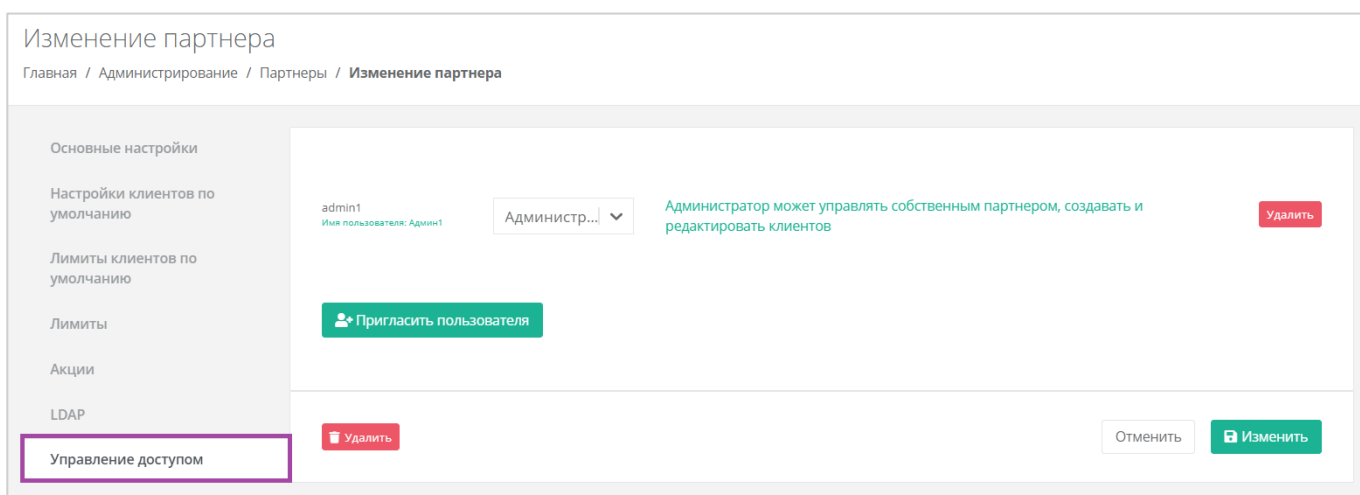 Изменение партнера
Главная / Администрирование / Партнеры / Изменение партнера
Основные настройки
Настройки клиентов по
умолчанию
Лимиты клиентов по
умолчанию
Лимиты
Акции
LDAP
Управление доступом
admin1
Имя пользователя: Админ1
Администр...
Администратор может управлять собственным партнером, создавать и
редактировать клиентов
Удалить
Пригласить пользователя
Удалить
Отменить
Изменить